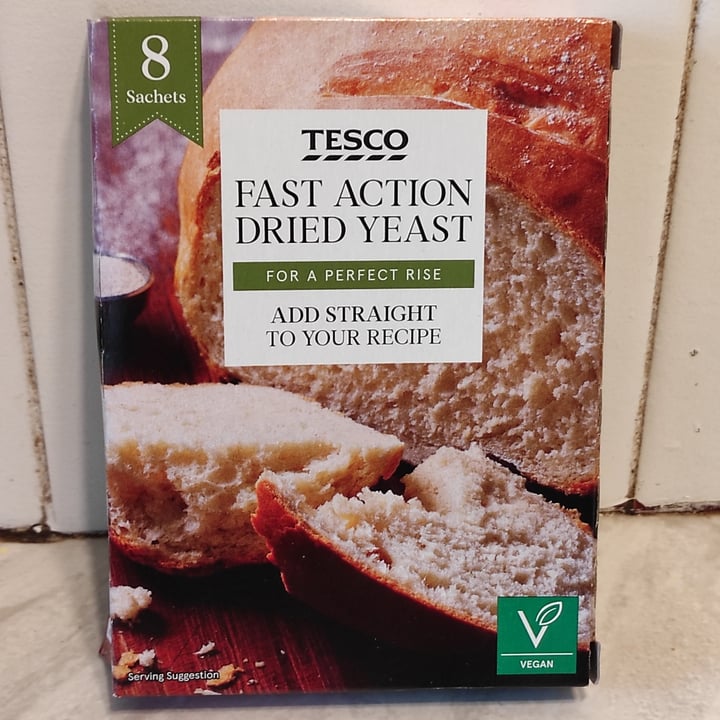 8
Sachets
TESCO
FAST ACTION
DRIED YEAST
FOR A PERFECT RISE
ADD STRAIGHT
TO YOUR RECIPE
VEGAN
Serving Suggestion